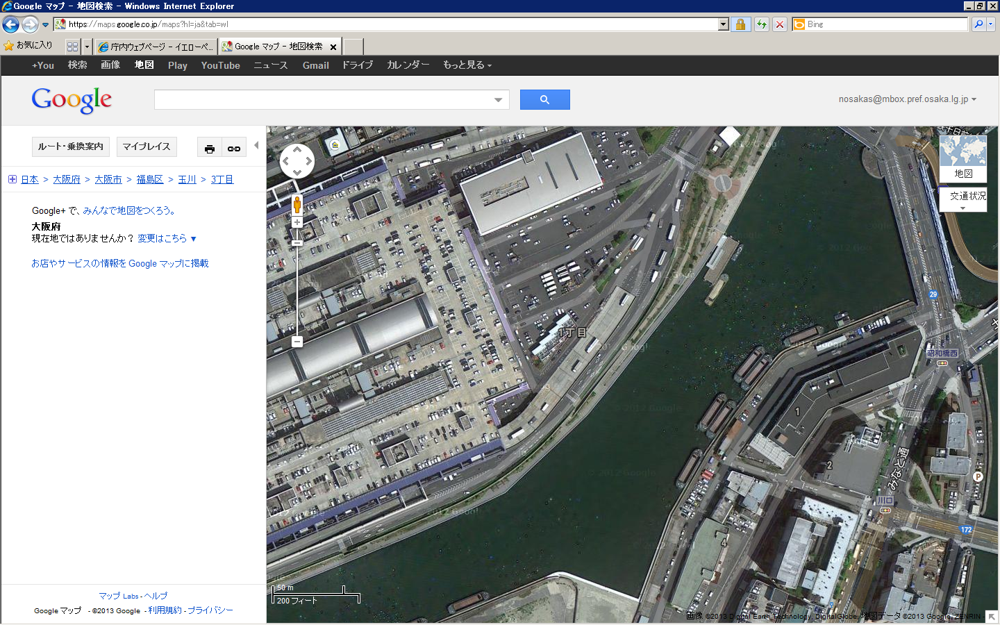 Google マップ - 地図検索 - Windows Internet Explorer
https://maps.google.co.jp/maps?hl=ja&tab=wl
Bing
お気に入り
庁内ウェブページ - イエローペ...
Google マップ - 地図検索
+You 検索 画像 地図 Play YouTube ニュース Gmail ドライブ カレンダー もっと見る
Google
nosakas@mbox.pref.osaka.lg.jp
ルート・乗換案内
マイプレイス
日本 > 大阪府 > 大阪市 > 福島区 > 玉川 > 3丁目
Google+ で、みんなで地図をつくろう。
大阪府
現在地ではありませんか? 変更はこちら ▼
お店やサービスの情報を Google マップに掲載
マップ Labs - ヘルプ
Google マップ - ©2013 Google - 利用規約 - プライバシー
地図
交通状況
29
1丁目
昭和橋西
1
2
みなと通
P
川口
172
4
50 m
200 フィート
画像 ©2013 Digital Earth Technology, DigitalGlobe, 地図データ ©2013 Google, ZENRIN -